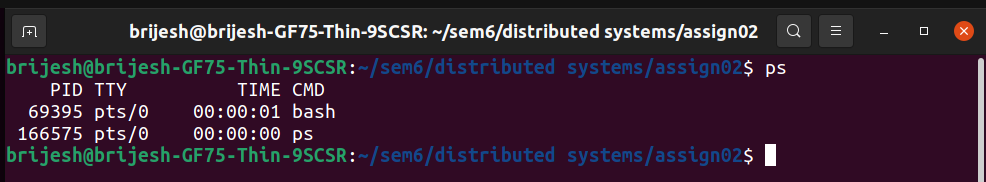 brijesh@brijesh-GF75-Thin-9SCSR: ~/sem6/distributed systems/assign02
brijesh@brijesh-GF75-Thin-9SCSR:~/sem6/distributed systems/assign02$ ps
PID TTY TIME CMD
69395 pts/0 00:00:01 bash
166575 pts/0 00:00:00 ps
brijesh@brijesh-GF75-Thin-9SCSR:~/sem6/distributed systems/assign02$